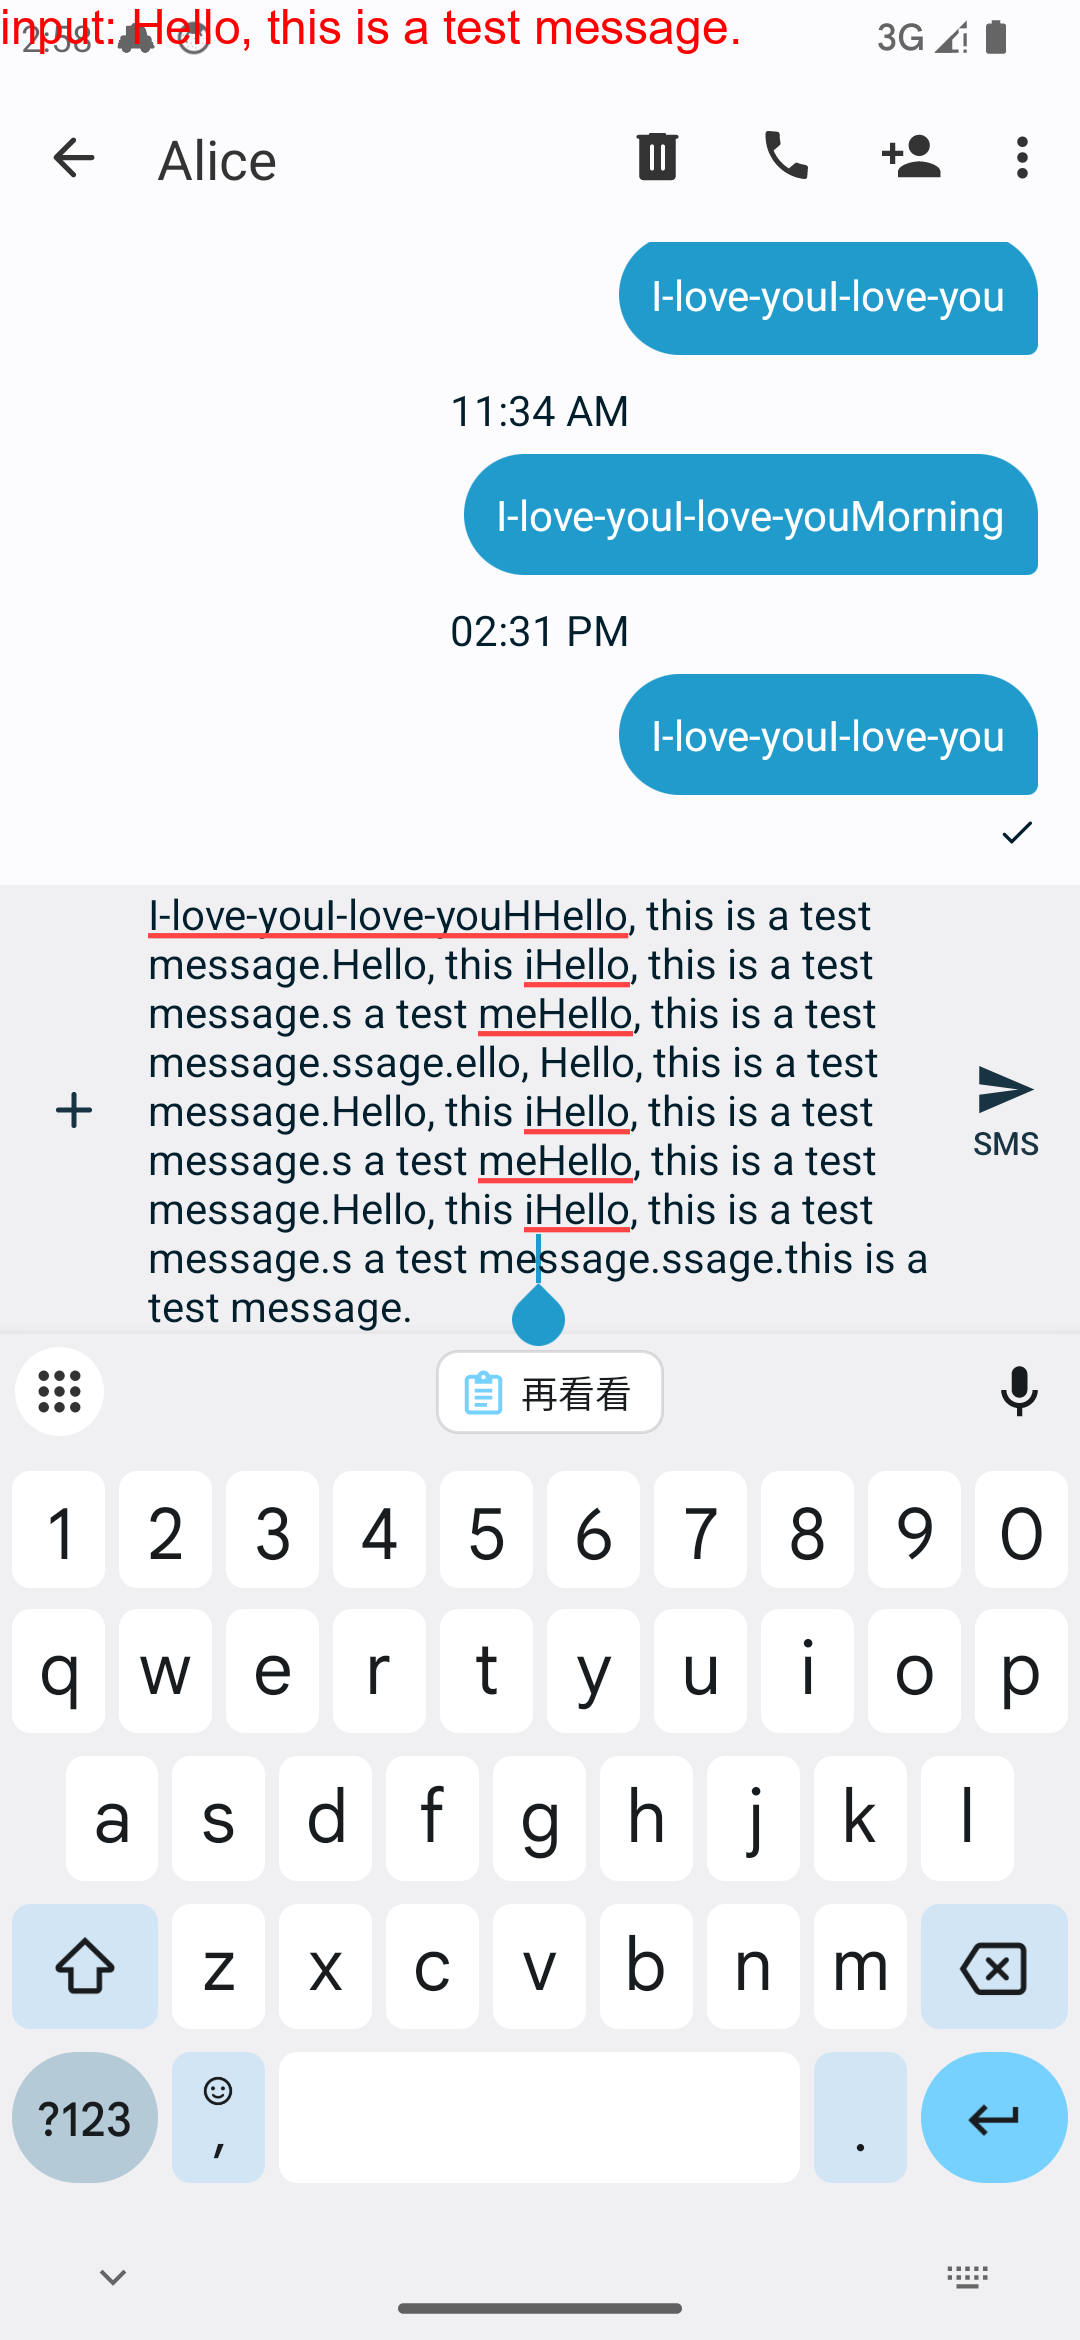 input: Hello, this is a test message.
2:58
3G
Alice
I-love-youI-love-you
11:34 AM
I-love-youI-love-youMorning
02:31 PM
I-love-youI-love-you
I-love-youI-love-youHHello, this is a test
message.Hello, this iHello, this is a test
message.s a test meHello, this is a test
message.ssage.ello, Hello, this is a test
message.Hello, this iHello, this is a test
message.s a test meHello, this is a test
message.Hello, this iHello, this is a test
message.s a test message.ssage.this is a
test message.
SMS
再看看
1 2 3 4 5 6 7 8 9 0
q w e r t y u i o p
a s d f g h j k l
z x c v b n m
?123 , .